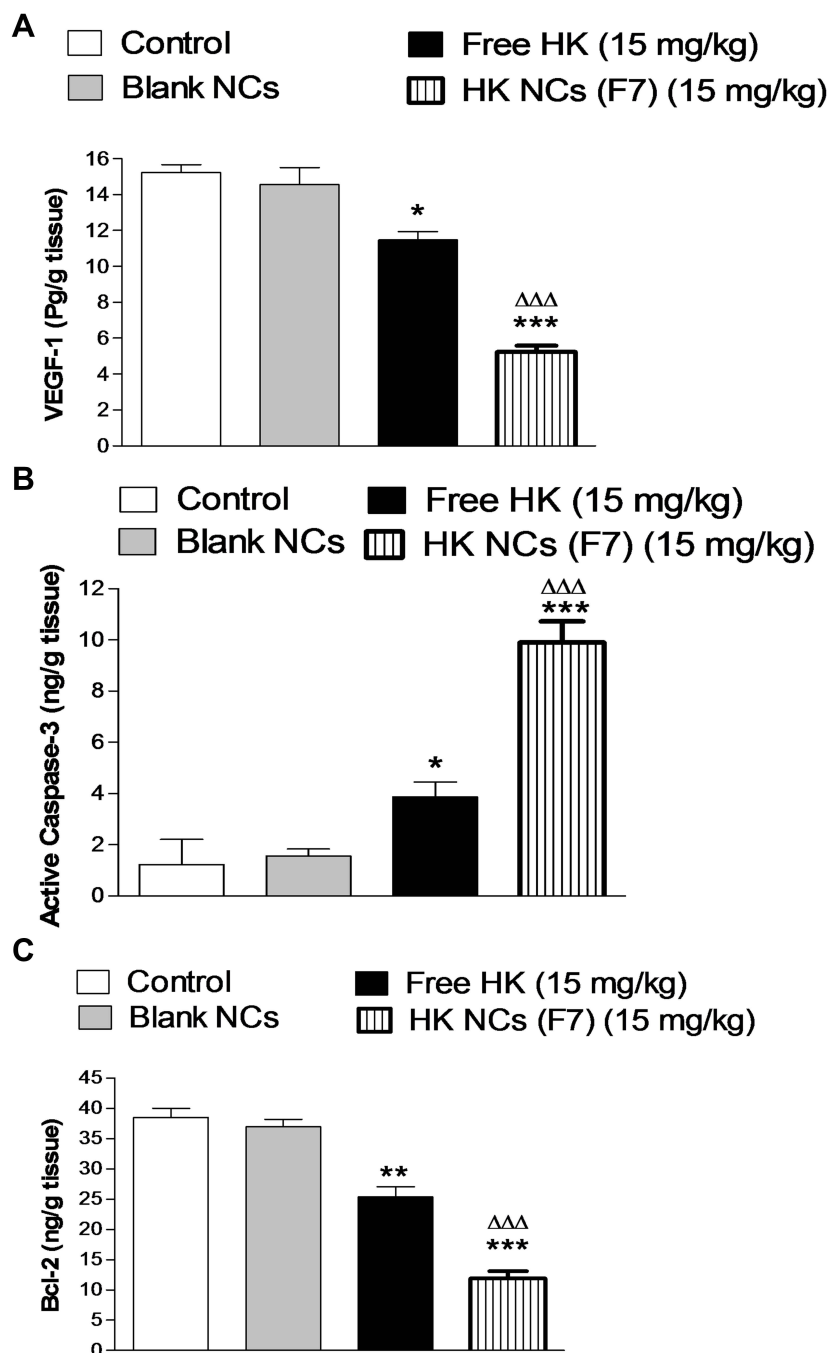 A
Control
Free HK (15 mg/kg)
Blank NCs
HK NCs (F7) (15 mg/kg)
VEGF-1 (Pg/g tissue)
16
14
12
10
8
6
4
2
0
*
ΔΔΔ
***
B
Control
Free HK (15 mg/kg)
Blank NCs
HK NCs (F7) (15 mg/kg)
Active Caspase-3 (ng/g tissue)
12
10
8
6
4
2
0
*
ΔΔΔ
***
C
Control
Free HK (15 mg/kg)
Blank NCs
HK NCs (F7) (15 mg/kg)
Bcl-2 (ng/g tissue)
45
40
35
30
25
20
15
10
5
0
**
ΔΔΔ
***